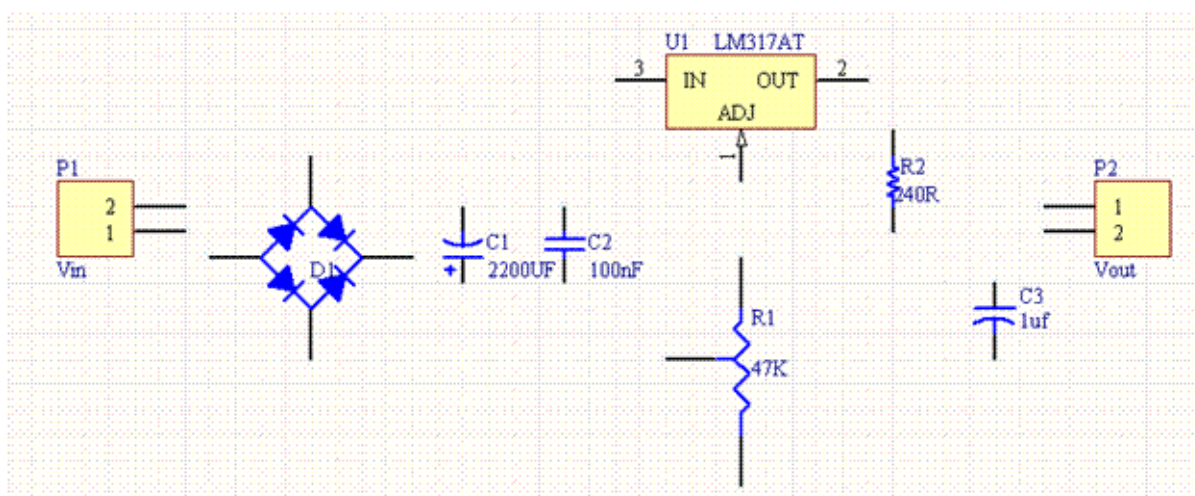 U1 LM317AT
3 IN OUT 2
ADJ
1
P1
2
1
Vin
D1
C1
2200UF
+
C2
100nF
R2
240R
P2
1
2
Vout
C3
1uf
R1
47K